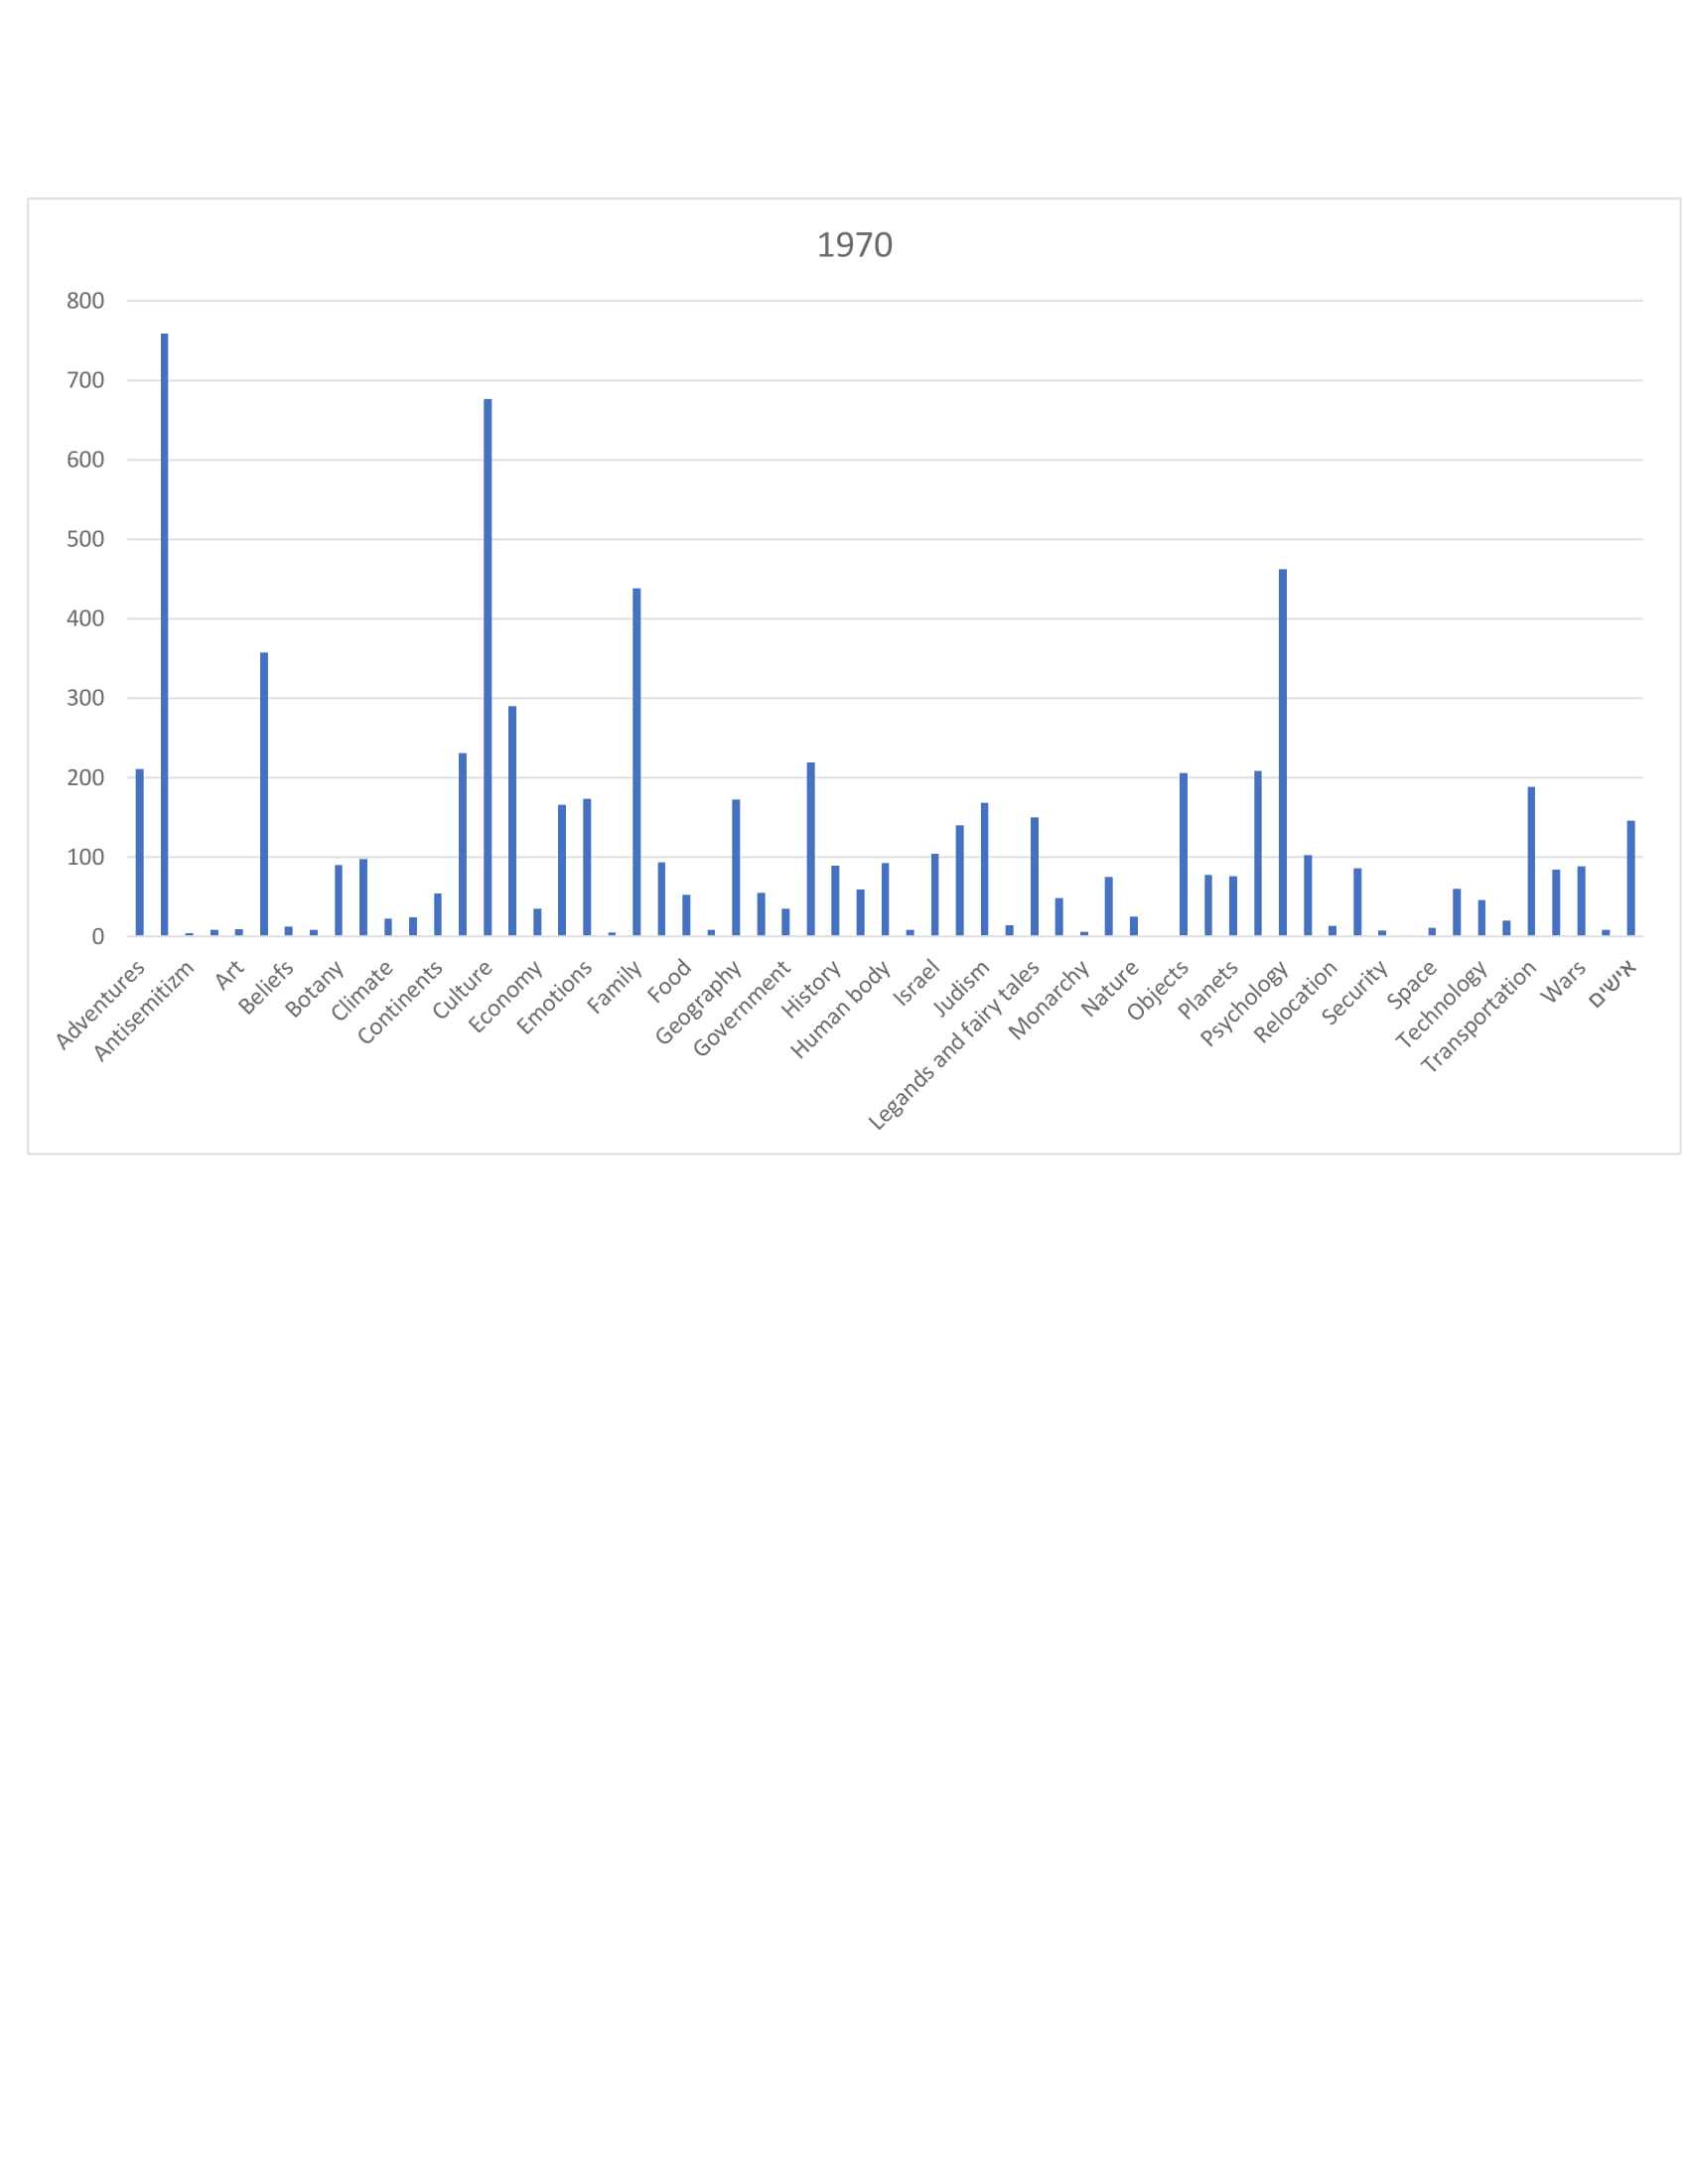 1970
800
700
600
500
400
300
200
100
0
Adventures
Antisemitizm
Art
Beliefs
Botany
Climate
Continents
Culture
Economy
Emotions
Family
Food
Geography
Government
History
Human body
Israel
Judism
Legands and fairy tales
Monarchy
Nature
Objects
Planets
Psychology
Relocation
Security
Space
Technology
Transportation
Wars
אישים